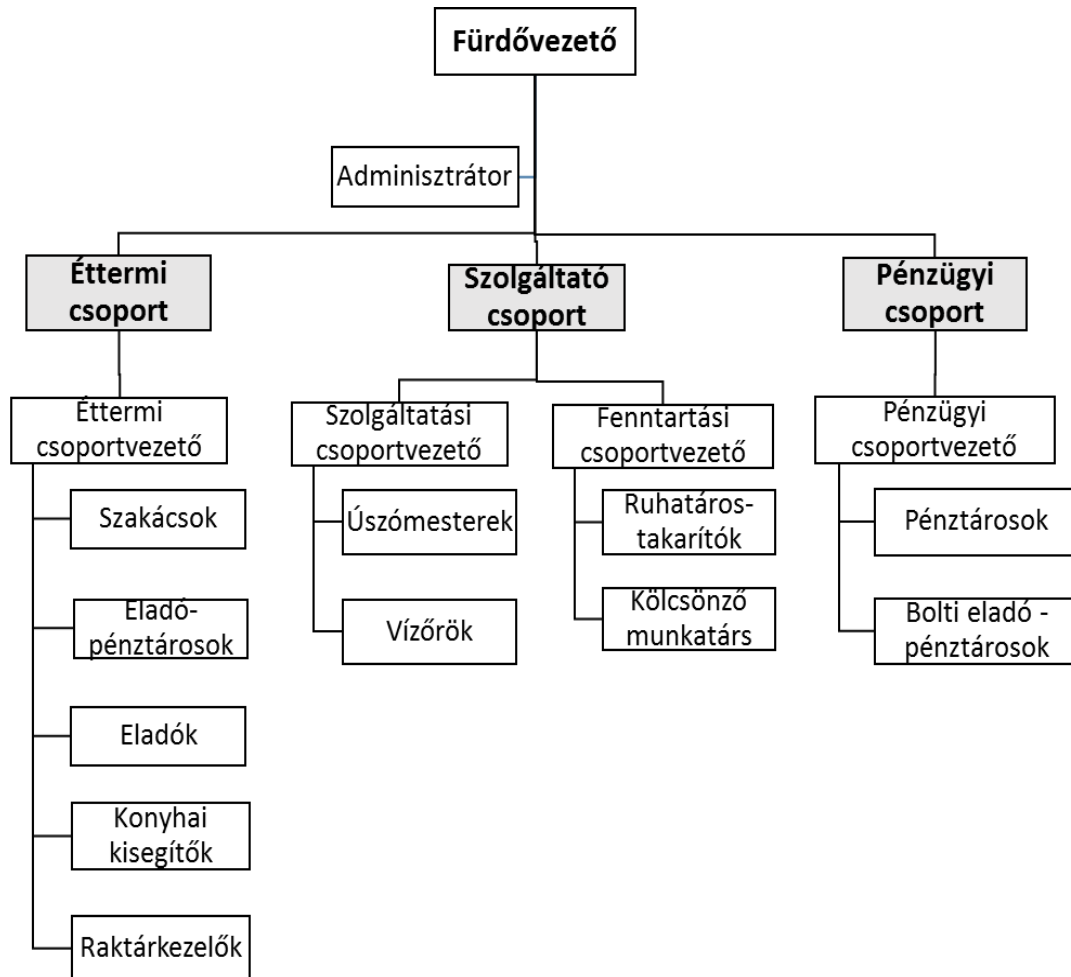 Fürdővezető
Adminisztrátor
Éttermi
csoport
Szolgáltató
csoport
Pénzügyi
csoport
Éttermi
csoportvezető
Szakácsok
Eladó-
pénztárosok
Eladók
Konyhai
kisegítők
Raktárkezelők
Szolgáltatási
csoportvezető
Úszómesterek
Vízőrök
Fenntartási
csoportvezető
Ruhatáros-
takarítók
Kölcsönző
munkatárs
Pénzügyi
csoportvezető
Pénztárosok
Bolti eladó -
pénztárosok